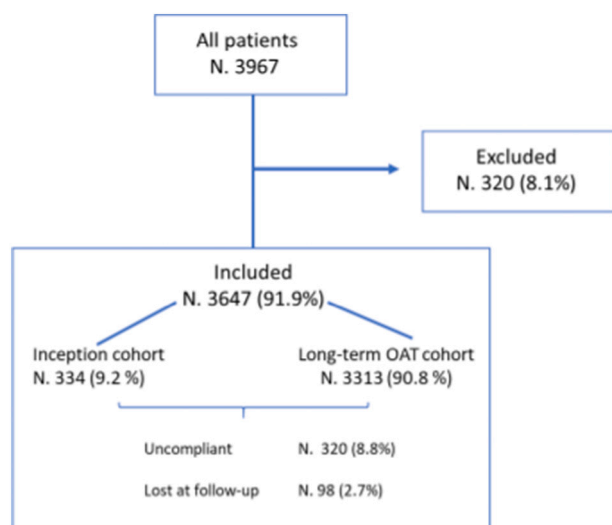 All patients
N. 3967
Excluded
N. 320 (8.1%)
Included
N. 3647 (91.9%)
Inception cohort
N. 334 (9.2 %)
Long-term OAT cohort
N. 3313 (90.8 %)
Uncompliant N. 320 (8.8%)
Lost at follow-up N. 98 (2.7%)